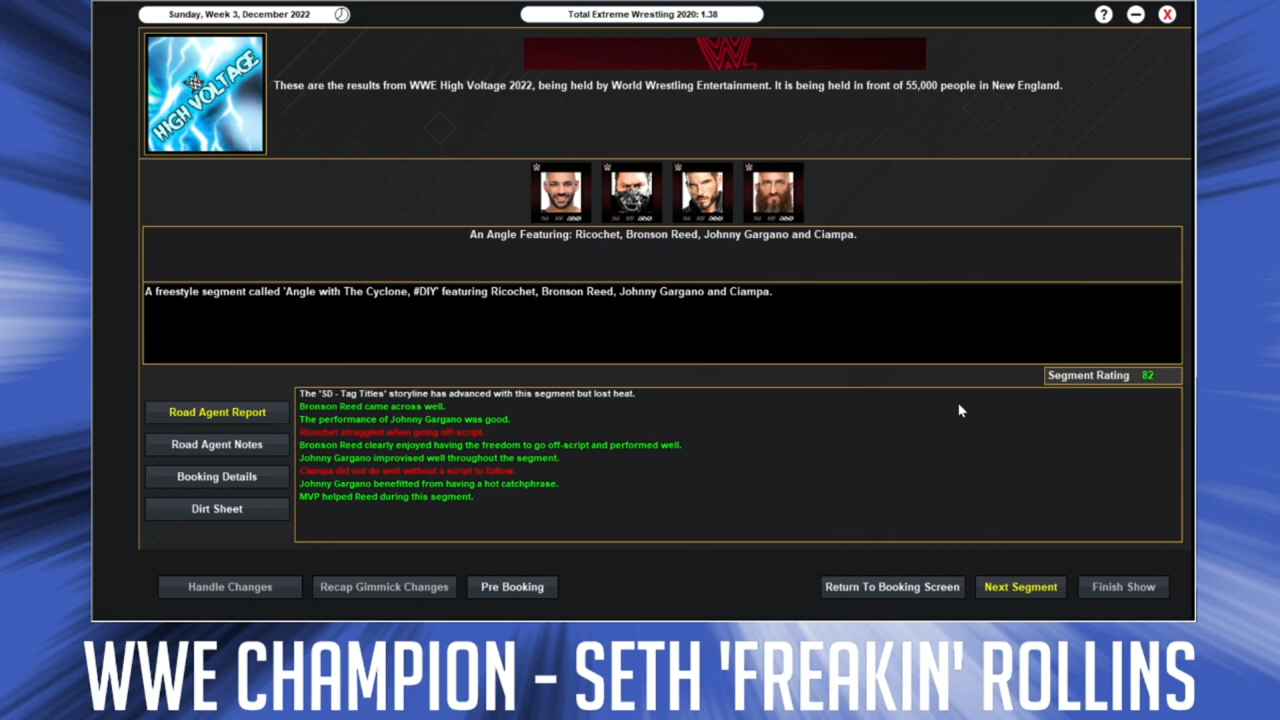 Sunday, Week 3, December 2022
Total Extreme Wrestling 2020: 1.38
?
X
HIGH VOLTAGE
These are the results from WWE High Voltage 2022, being held by World Wrestling Entertainment. It is being held in front of 55,000 people in New England.
An Angle Featuring: Ricochet, Bronson Reed, Johnny Gargano and Ciampa.
A freestyle segment called 'Angle with The Cyclone, #DIY' featuring Ricochet, Bronson Reed, Johnny Gargano and Ciampa.
Segment Rating 82
The 'SD - Tag Titles' storyline has advanced with this segment but lost heat.
Bronson Reed came across well.
The performance of Johnny Gargano was good.
Ricochet struggled when going off-script.
Bronson Reed clearly enjoyed having the freedom to go off-script and performed well.
Johnny Gargano improvised well throughout the segment.
Ciampa did not do well without a script to follow.
Johnny Gargano benefitted from having a hot catchphrase.
MVP helped Reed during this segment.
Road Agent Report
Road Agent Notes
Booking Details
Dirt Sheet
Handle Changes
Recap Gimmick Changes
Pre Booking
Return To Booking Screen
Next Segment
Finish Show
WWE CHAMPION - SETH 'FREAKIN' ROLLINS